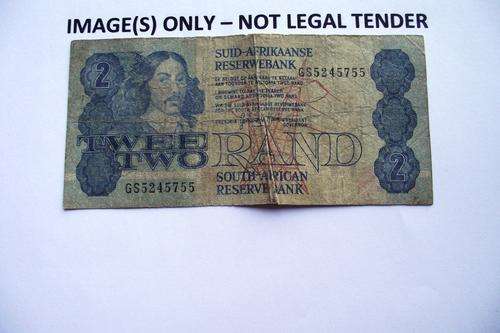 IMAGE(S) ONLY – NOT LEGAL TENDER
2
SUID-AFRIKAANSE
RESERWEBANK
GS5245755
TWEE
TWO RAND
2
GS5245755
SOUTH AFRICAN
RESERVE BANK